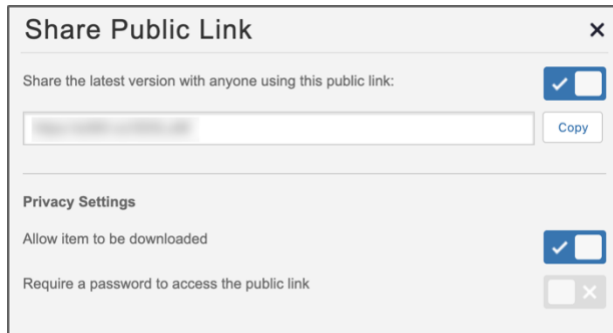 Share Public Link
Share the latest version with anyone using this public link:
Copy
Privacy Settings
Allow item to be downloaded
Require a password to access the public link